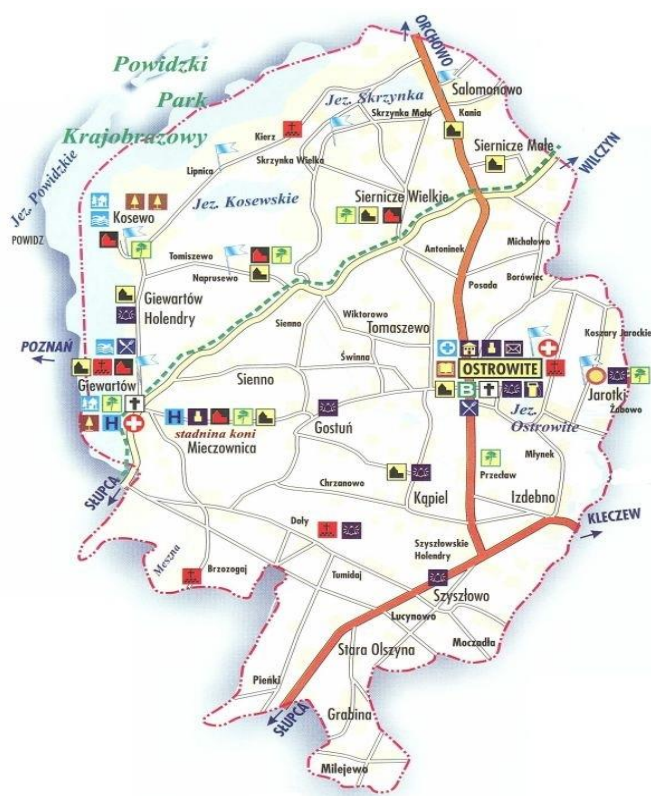 ORCHOWO
Powidzki
Park
Krajobrazowy
Jez. Skrzynka
Salomonowo
Skrzynka Mała
Kania
Kierz
Siernicze Małe
WILCZYN
Skrzynka Wielka
Lipnica
Jez. Powidzkie
Jez. Kosewskie
Siernicze Wielkie
Kosewo
POWIDZ
Michałowo
Tomiszewo
Antoninek
Naprusewo
Borówiec
Posada
Giewartów
Holendry
Wiktorowo
Sienno
Tomaszewo
Koszary Jarockie
POZNAŃ
Świnna
OSTROWITE
Giewartów
Sienno
Jarotki
Żabowo
B
Jez.
Ostrowite
H
H
stadnina koni
Mieczownica
Gostuń
Młynek
Przecław
SŁUPCA
Chrzanowo
Kąpiel
Izdebno
KLECZEW
Doły
Szyszłowskie
Holendry
Meszna
Brzozogaj
Tumidaj
Szyszłowo
Lucynowo
Moczadła
Stara Olszyna
Pieńki
SŁUPCA
Grabina
Milejewo